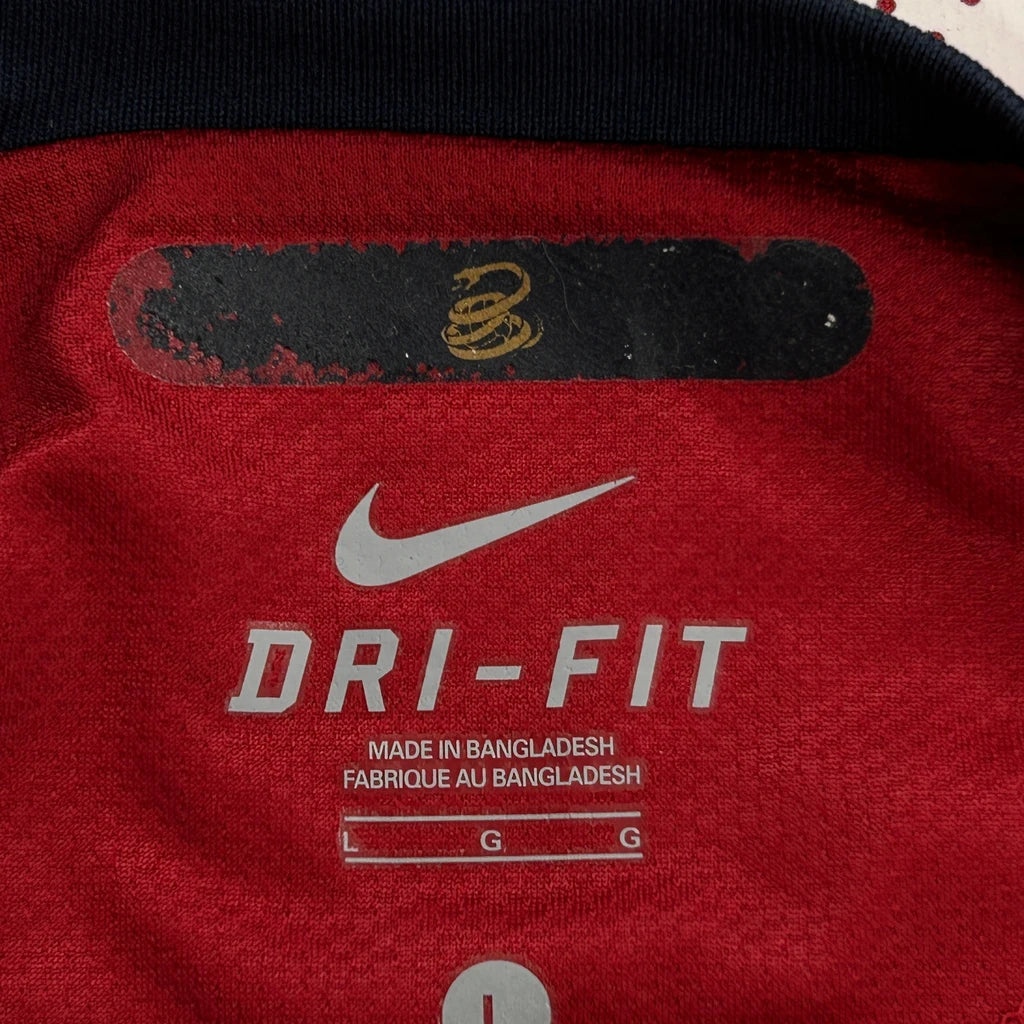 DRI-FIT
MADE IN BANGLADESH
FABRIQUE AU BANGLADESH
L G G